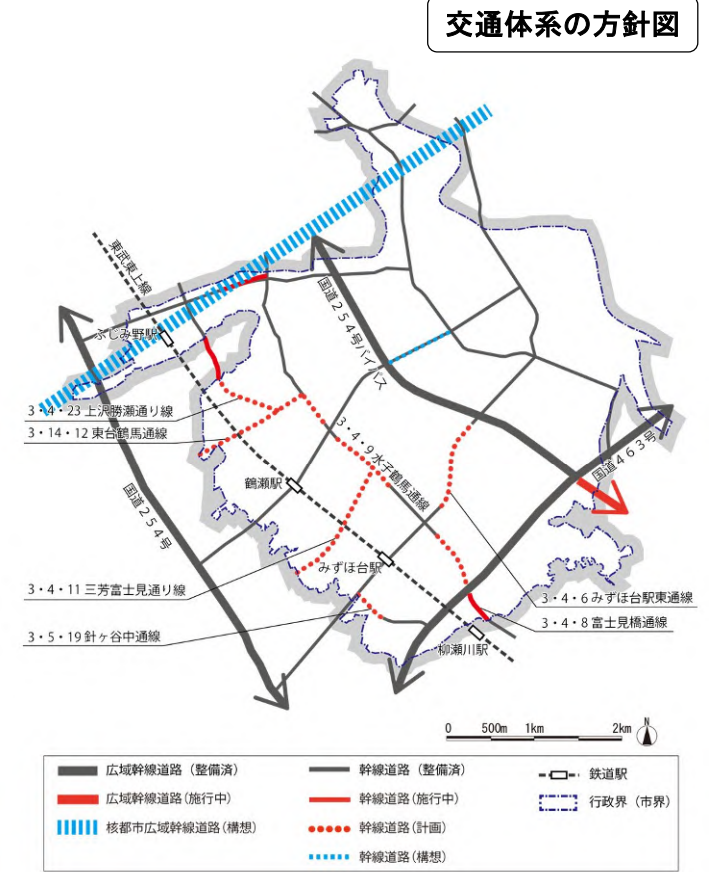 交通体系の方針図
東武東上線
国道254号バイパス
ふじみ野駅
3・4・23 上沢勝瀬通り線
3・14・12 東台鶴馬通線
3・4・9 水子鶴馬通線
国道463号
鶴瀬駅
国道254号
みずほ台駅
3・4・11 三芳富士見通り線
3・4・6 みずほ台駅東通線
3・4・8 富士見橋通線
3・5・19 針ヶ谷中通線
柳瀬川駅
0 500m 1km 2km
N
広域幹線道路（整備済） 幹線道路（整備済） 鉄道駅
広域幹線道路(施行中) 幹線道路(施行中) 行政界（市界）
核都市広域幹線道路(構想) 幹線道路(計画)
幹線道路(構想)